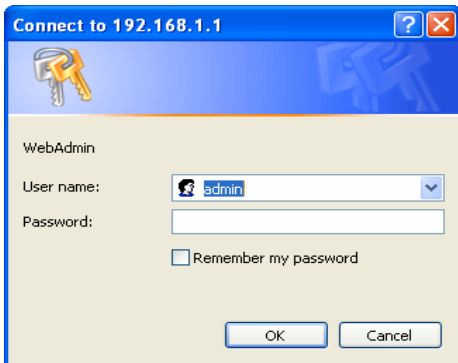 Connect to 192.168.1.1
WebAdmin
User name: admin
Password:
Remember my password
OK Cancel